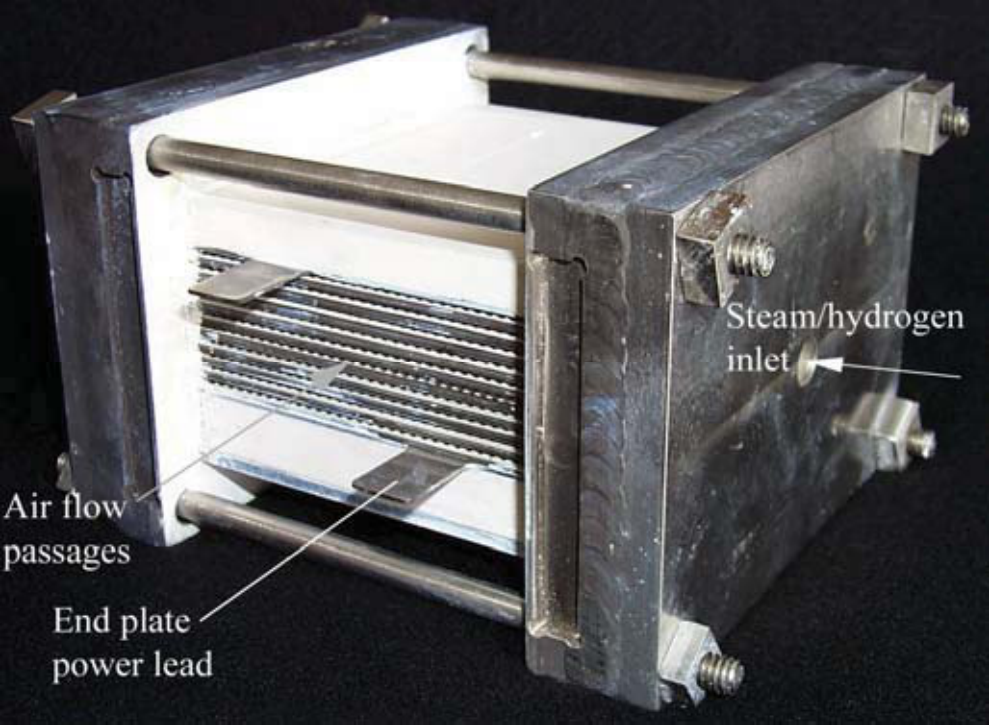 Steam/hydrogen
inlet
Air flow
passages
End plate
power lead